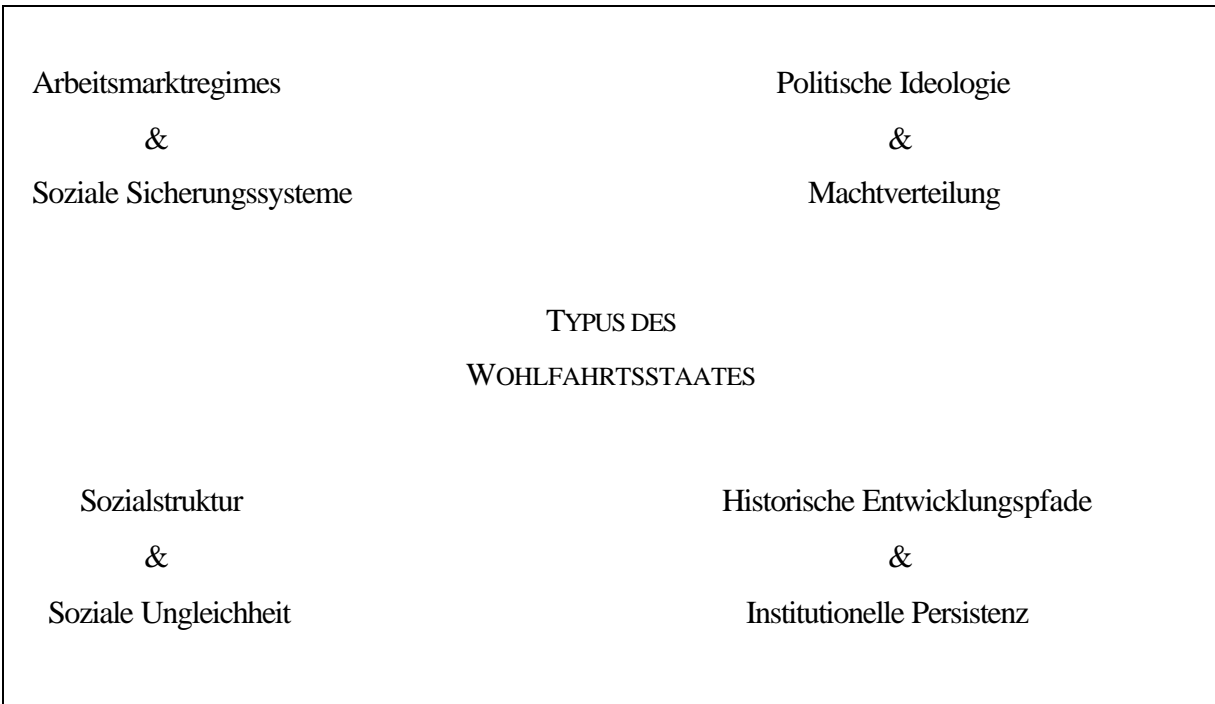 Arbeitsmarktregimes
&
Soziale Sicherungssysteme
Politische Ideologie
&
Machtverteilung
TYPUS DES
WOHLFAHRTSSTAATES
Sozialstruktur
&
Soziale Ungleichheit
Historische Entwicklungspfade
&
Institutionelle Persistenz